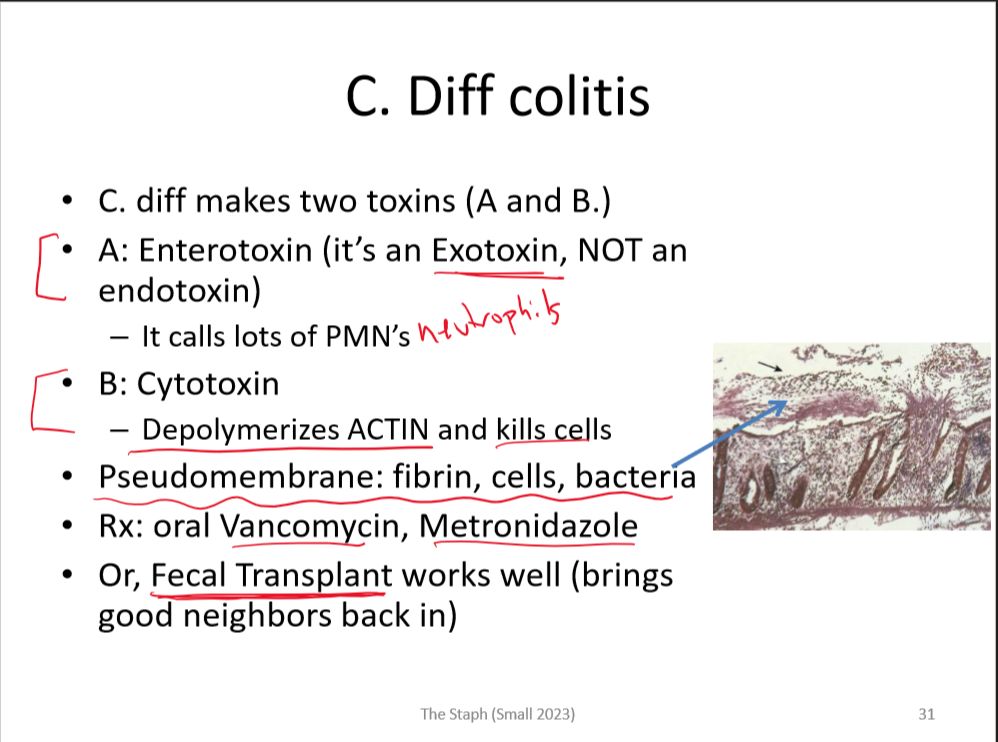 C. Diff colitis
• C. diff makes two toxins (A and B.)
• A: Enterotoxin (it's an Exotoxin, NOT an
endotoxin)
– It calls lots of PMN's neutrophils
• B: Cytotoxin
– Depolymerizes ACTIN and kills cells
• Pseudomembrane: fibrin, cells, bacteria
• Rx: oral Vancomycin, Metronidazole
• Or, Fecal Transplant works well (brings
good neighbors back in)
The Staph (Small 2023)
31